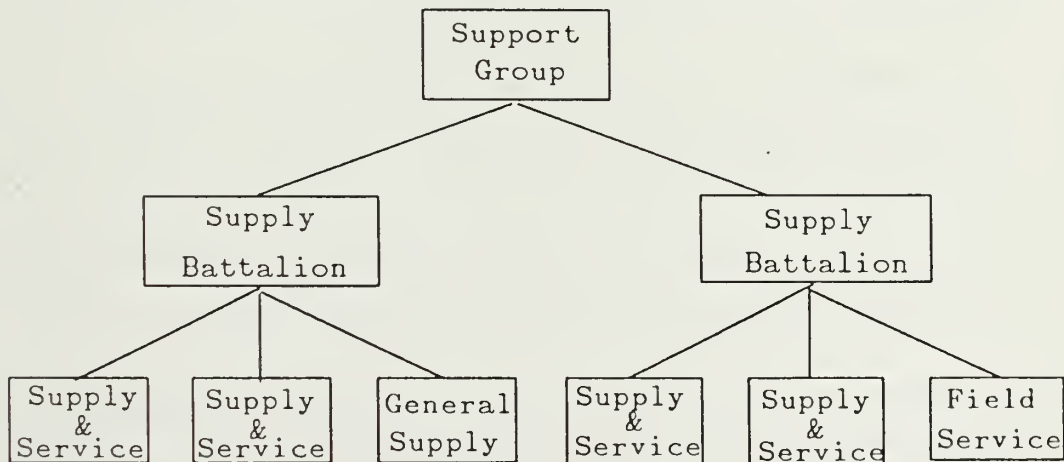 Support
Group
Supply
Battalion
Supply
Battalion
Supply
&
Service
Supply
&
Service
General
Supply
Supply
&
Service
Supply
&
Service
Field
Service